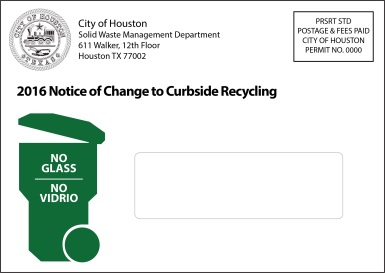 CITY OF HOUSTON
TEXAS
City of Houston
Solid Waste Management Department
611 Walker, 12th Floor
Houston TX 77002
PRSRT STD
POSTAGE & FEES PAID
CITY OF HOUSTON
PERMIT NO. 0000
2016 Notice of Change to Curbside Recycling
NO
GLASS
NO
VIDRIO